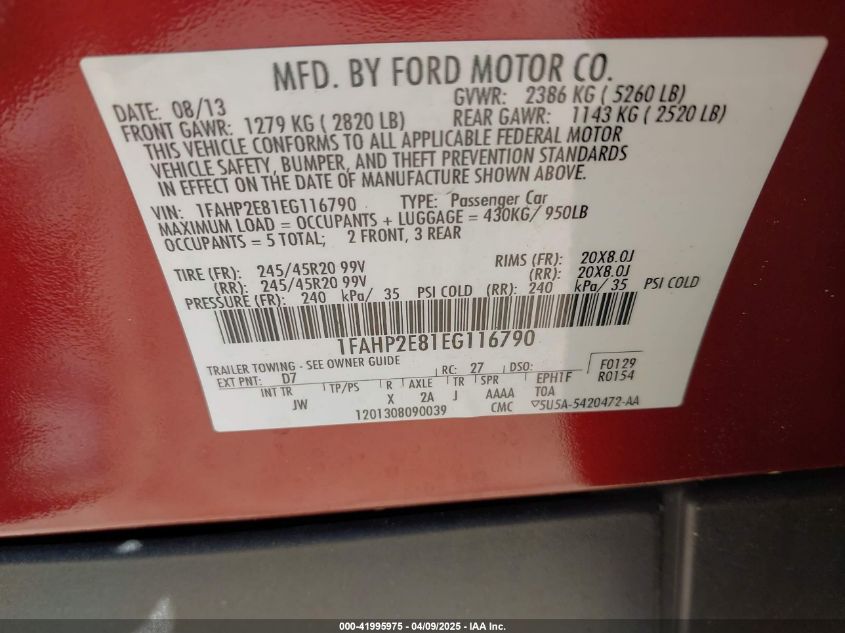 MFD. BY FORD MOTOR CO.
DATE: 08/13 GVWR: 2386 KG ( 5260 LB)
FRONT GAWR: 1279 KG ( 2820 LB) REAR GAWR: 1143 KG ( 2520 LB)
THIS VEHICLE CONFORMS TO ALL APPLICABLE FEDERAL MOTOR
VEHICLE SAFETY, BUMPER, AND THEFT PREVENTION STANDARDS
IN EFFECT ON THE DATE OF MANUFACTURE SHOWN ABOVE.
VIN: 1FAHP2E81EG116790 TYPE: Passenger Car
MAXIMUM LOAD = OCCUPANTS + LUGGAGE = 430KG/ 950LB
OCCUPANTS = 5 TOTAL; 2 FRONT, 3 REAR
TIRE (FR): 245/45R20 99V RIMS (FR): 20X8.0J
(RR): 245/45R20 99V (RR): 20X8.0J
PRESSURE (FR): 240 kPa/ 35 PSI COLD (RR): 240 kPa/ 35 PSI COLD
1FAHP2E81EG116790
TRAILER TOWING - SEE OWNER GUIDE
EXT PNT: D7 RC: 27 DSO: F0129
R0154
INT TR TP/PS R AXLE TR SPR EPH1F
JW X 2A J AAAA TOA
1201308090039 CMC ▽5U5A-5420472-AA
000-41995975 - 04/09/2025 - IAA Inc.